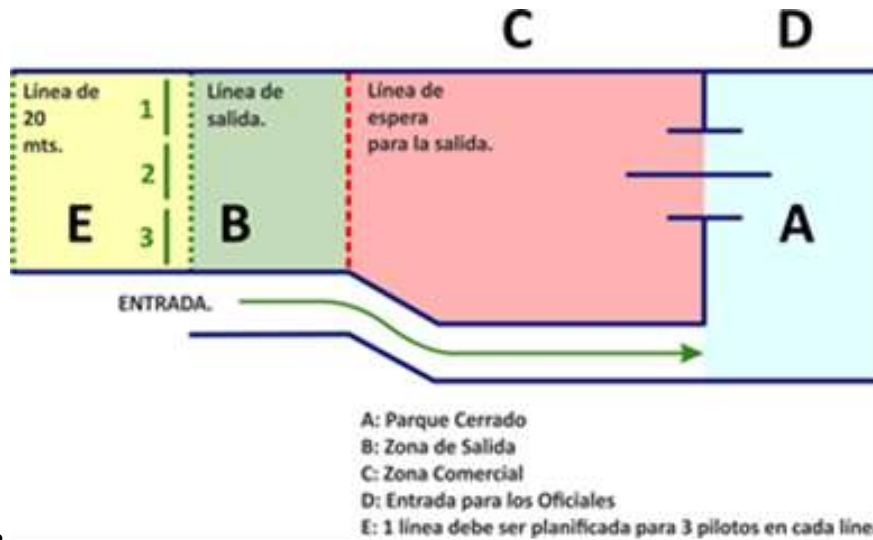 C
D
Línea de
20
mts.
1
Línea de
salida.
Línea de
espera
para la salida.
2
E
3
B
A
ENTRADA.
A: Parque Cerrado
B: Zona de Salida
C: Zona Comercial
D: Entrada para los Oficiales
E: 1 línea debe ser planificada para 3 pilotos en cada líne